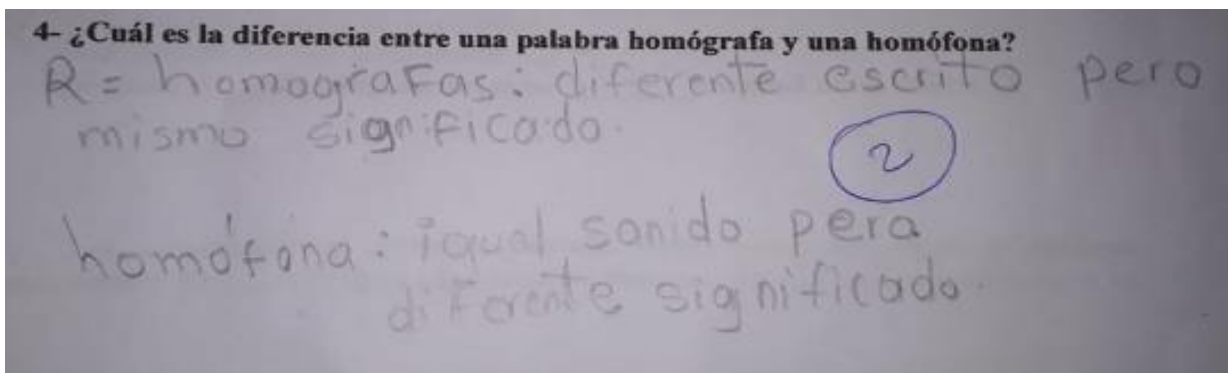 4- ¿Cuál es la diferencia entre una palabra homógrafa y una homófona?
R = homografas: diferente escrito pero
mismo significado.
2
homófona: igual sonido pera
diferente significado.